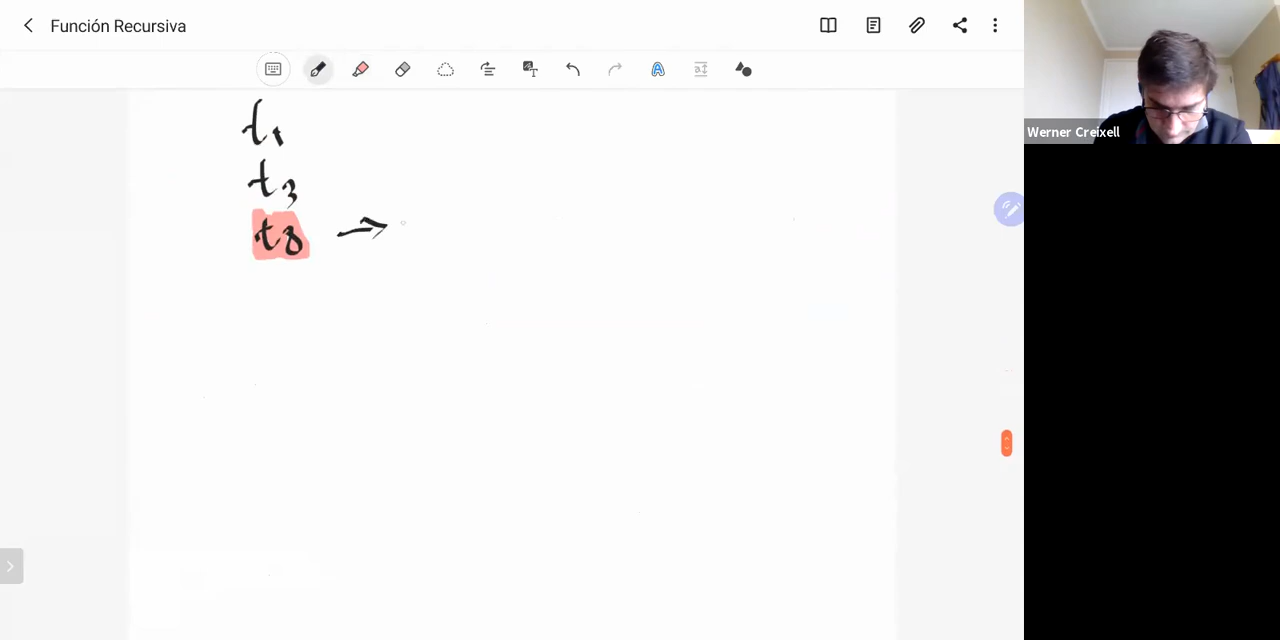 Función Recursiva
Werner Creixell
t1
t3
t8 →